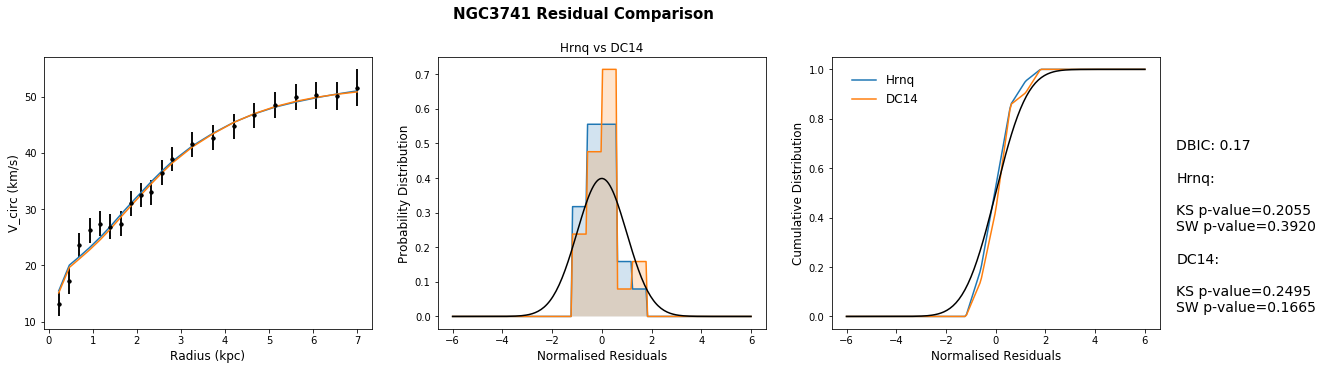 NGC3741 Residual Comparison
V_circ (km/s)
50
40
30
20
10
0 1 2 3 4 5 6 7
Radius (kpc)
Hrnq vs DC14
Probability Distribution
0.7
0.6
0.5
0.4
0.3
0.2
0.1
0.0
−6 −4 −2 0 2 4 6
Normalised Residuals
Cumulative Distribution
1.0
0.8
0.6
0.4
0.2
0.0
Hrnq
DC14
−6 −4 −2 0 2 4 6
Normalised Residuals
DBIC: 0.17
Hrnq:
KS p-value=0.2055
SW p-value=0.3920
DC14:
KS p-value=0.2495
SW p-value=0.1665